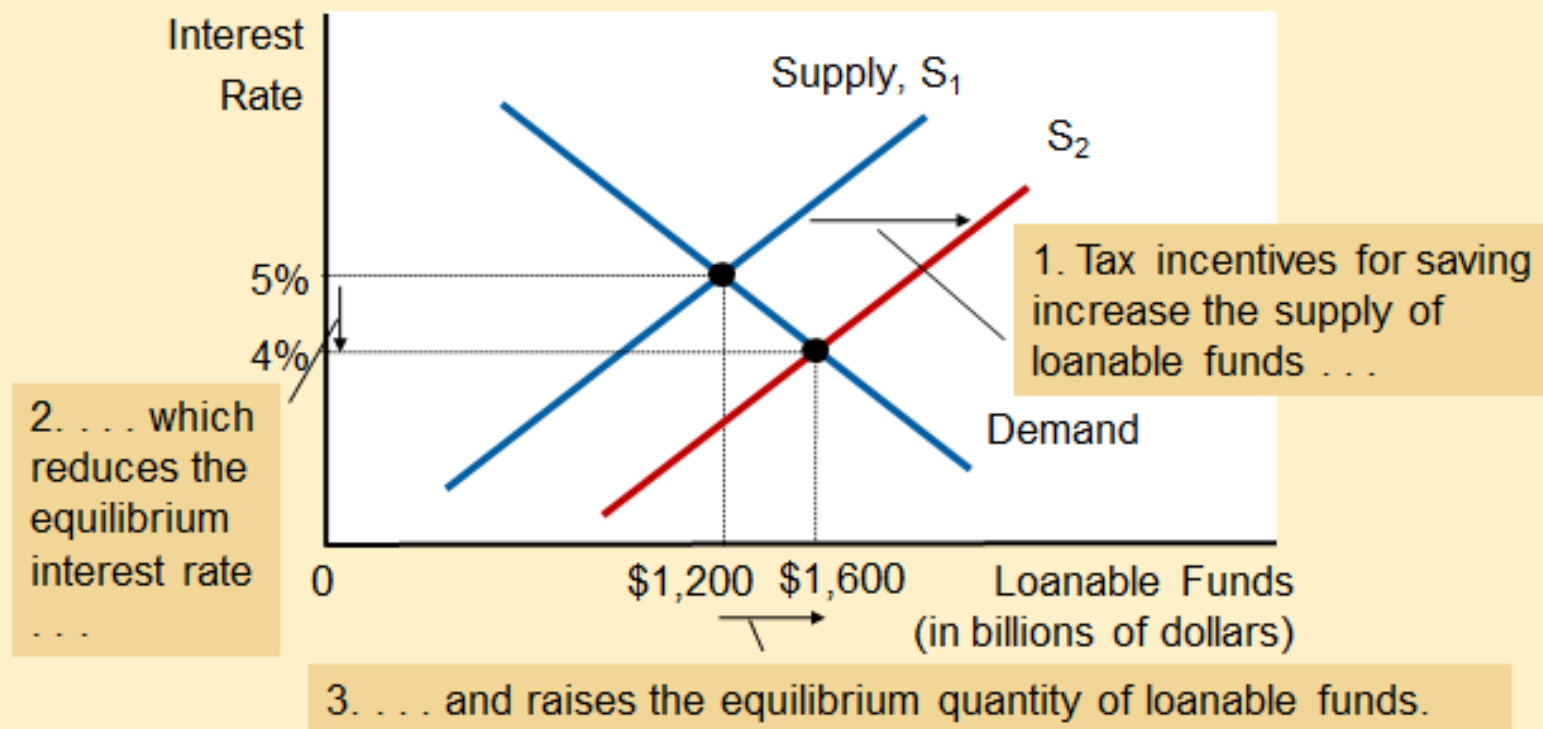 Interest
Rate
Supply, S₁
S₂
5%
1. Tax incentives for saving
increase the supply of
loanable funds . . .
4%
2. . . . which
reduces the
equilibrium
interest rate
. . .
Demand
0
$1,200
$1,600
Loanable Funds
(in billions of dollars)
3. . . . and raises the equilibrium quantity of loanable funds.